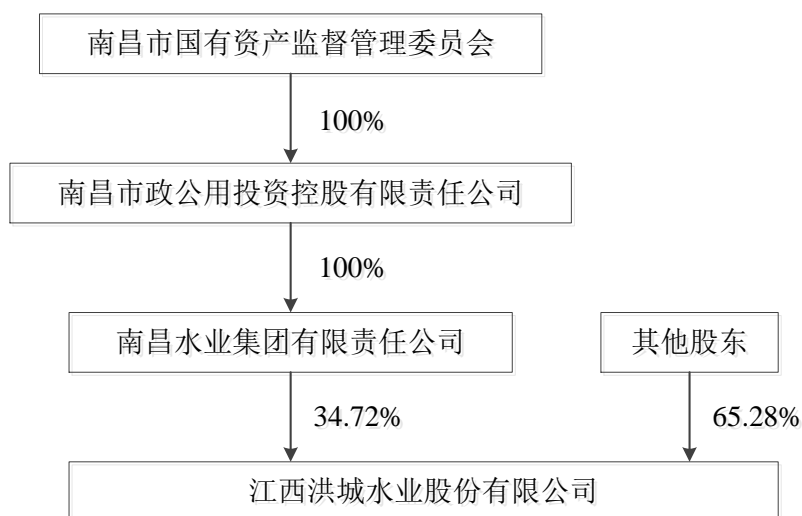 南昌市国有资产监督管理委员会
100%
南昌市政公用投资控股有限责任公司
100%
南昌水业集团有限责任公司
其他股东
34.72%
65.28%
江西洪城水业股份有限公司